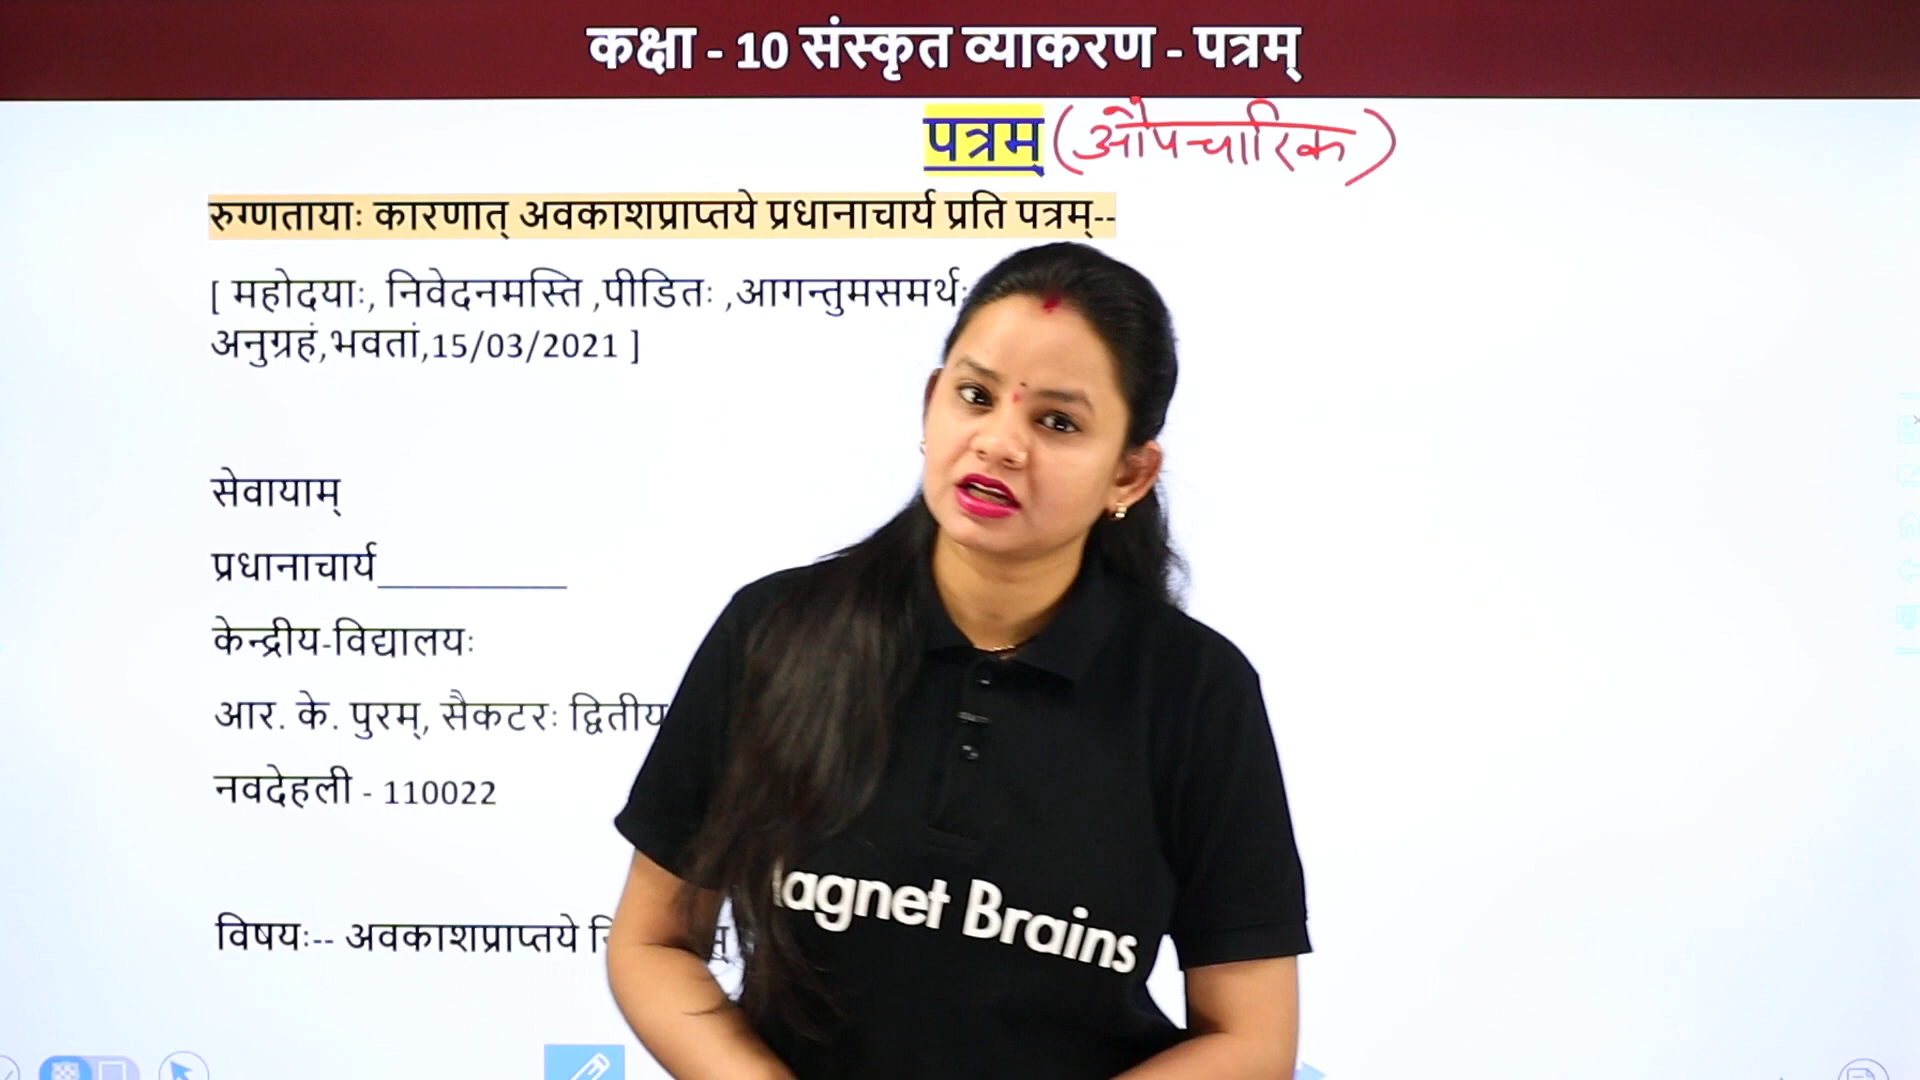 कक्षा - 10 संस्कृत व्याकरण - पत्रम्
पत्रम् (औपचारिक)
रुग्णतायाः कारणात् अवकाशप्राप्तये प्रधानाचार्य प्रति पत्रम्--
[ महोदयाः, निवेदनमस्ति ,पीडितः ,आगन्तुमसमर्थः
अनुग्रहं,भवतां,15/03/2021 ]
सेवायाम्
प्रधानाचार्य__________
केन्द्रीय-विद्यालयः
आर. के. पुरम्, सैकटरः द्वितीय
नवदेहली - 110022
विषयः-- अवकाशप्राप्तये
agnet Brains